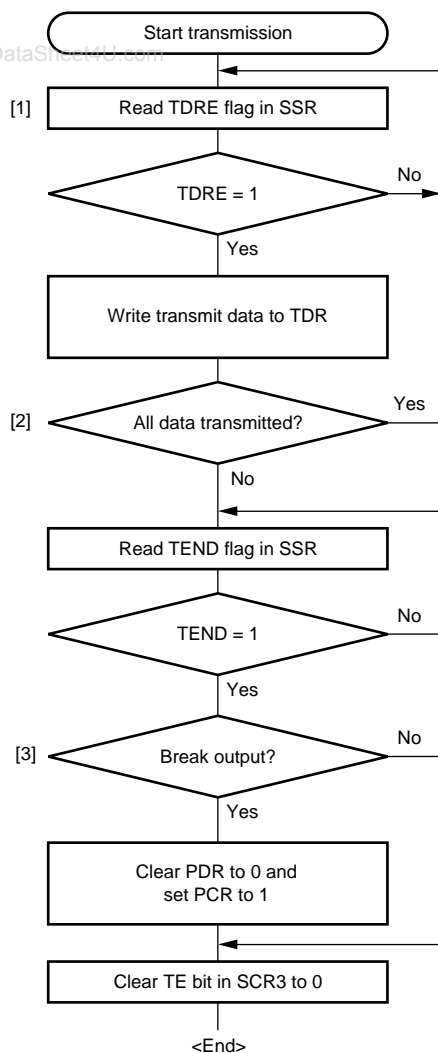 Start transmission
DataSheet4U.com
[1] Read TDRE flag in SSR
No
TDRE = 1
Yes
Write transmit data to TDR
Yes
[2] All data transmitted?
No
Read TEND flag in SSR
No
TEND = 1
Yes
No
[3] Break output?
Yes
Clear PDR to 0 and
set PCR to 1
Clear TE bit in SCR3 to 0
<End>